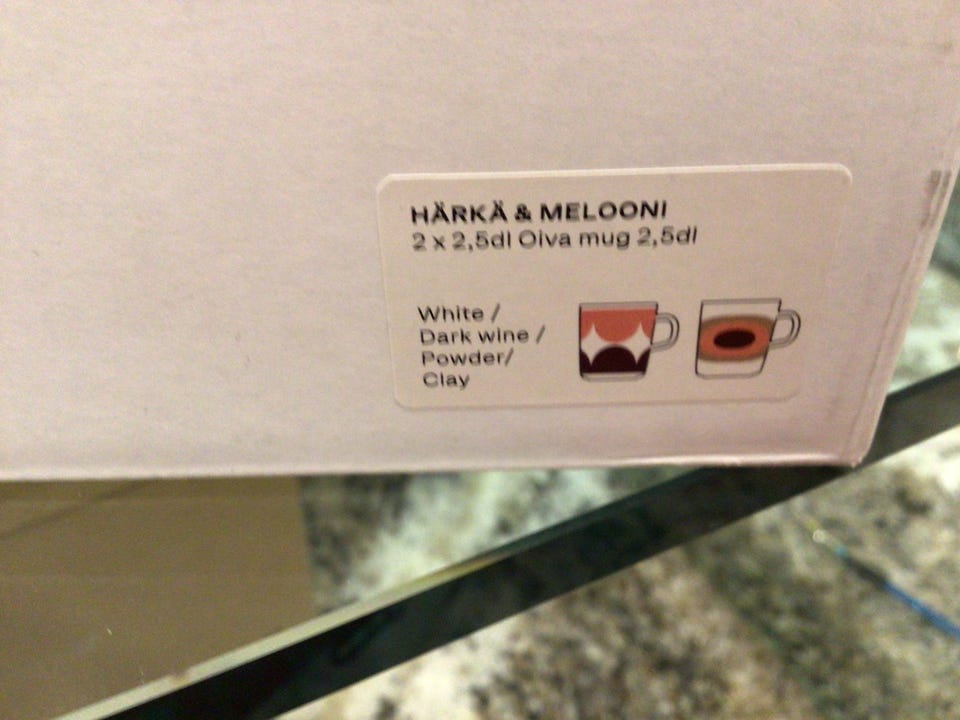 HÄRKÄ & MELOONI
2 x 2,5dl Oiva mug 2,5dl
White /
Dark wine /
Powder/
Clay